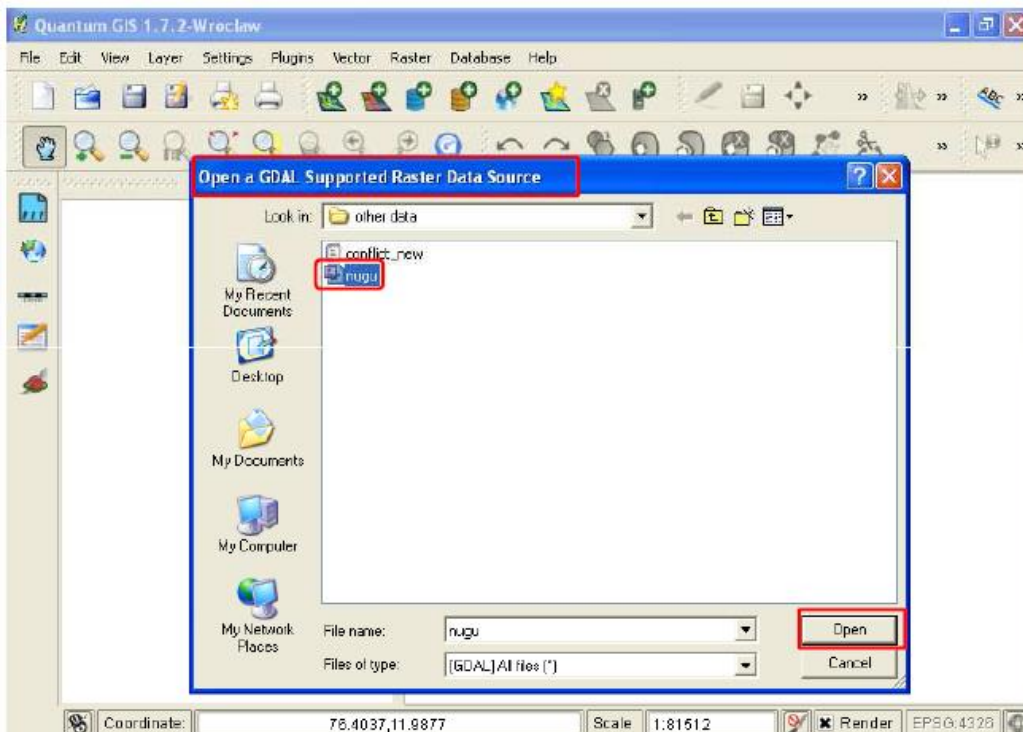 Quantum GIS 1.7.2-Wroclaw
File Edit View Layer Settings Plugins Vector Raster Database Help
Open a GDAL Supported Raster Data Source
Look in: other data
conflict_new
nugu
My Recent
Documents
Desktop
My Documents
My Computer
My Network
Places
File name: nugu
Open
Files of type: [GDAL] All files (*)
Cancel
Coordinate: 76.4037,11.9877 Scale 1:81512 Render EPSG:4326